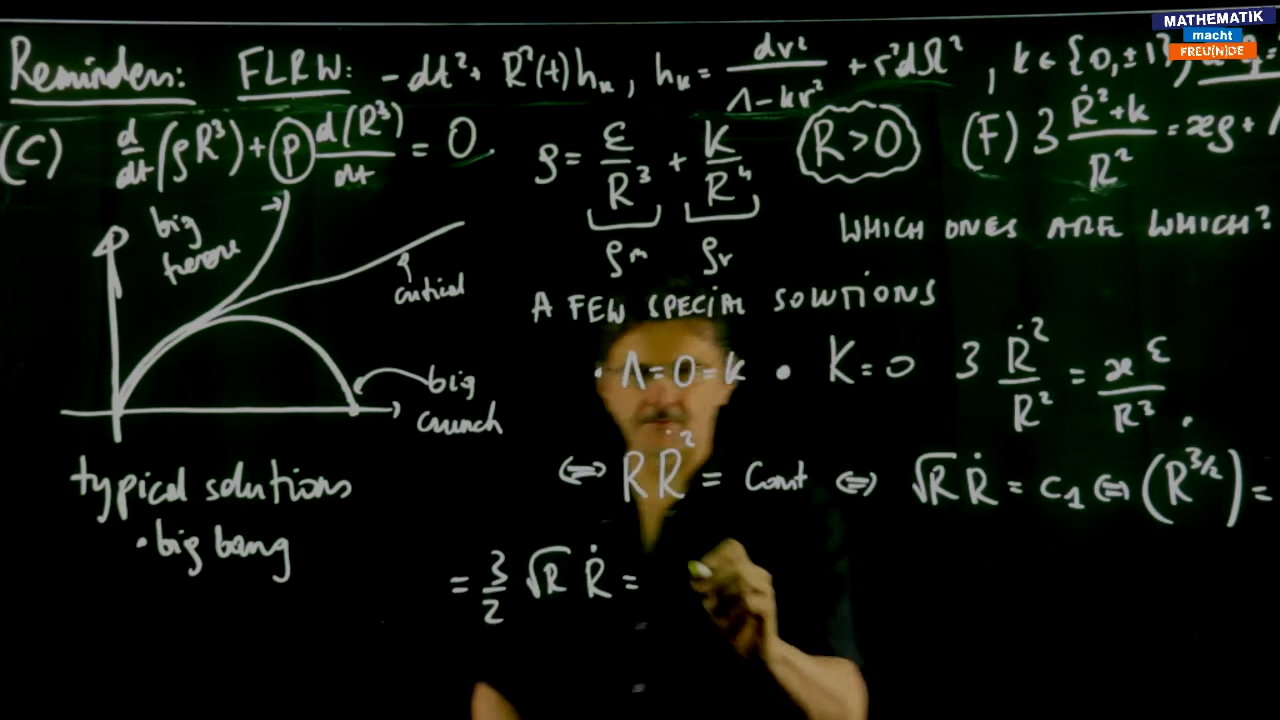 MATHEMATIK
macht
FREU(N)DE
Reminders: FLRW: -dt²+ R²(t)h_k, h_k = dr²/(1-kr²) + r²dΩ², k ∈ {0,±1},
(C) d/dt(ρR³)+ p d(R³)/dt = 0. ρ = ε/R³ + K/R⁴ R>0 (F) 3 (Ṙ²+k)/R² = ϰρ + Λ
ρ_m ρ_r
WHICH ONES ARE WHICH?
big freeze
critical
big crunch
typical solutions
• big bang
A FEW SPECIAL SOLUTIONS
• Λ=0=k • K=0 3 Ṙ²/R² = ϰε/R³.
⇔ RṘ² = const ⇔ √R Ṙ = c₁ ⇔ (R^{3/2}) =
= 3/2 √R Ṙ =